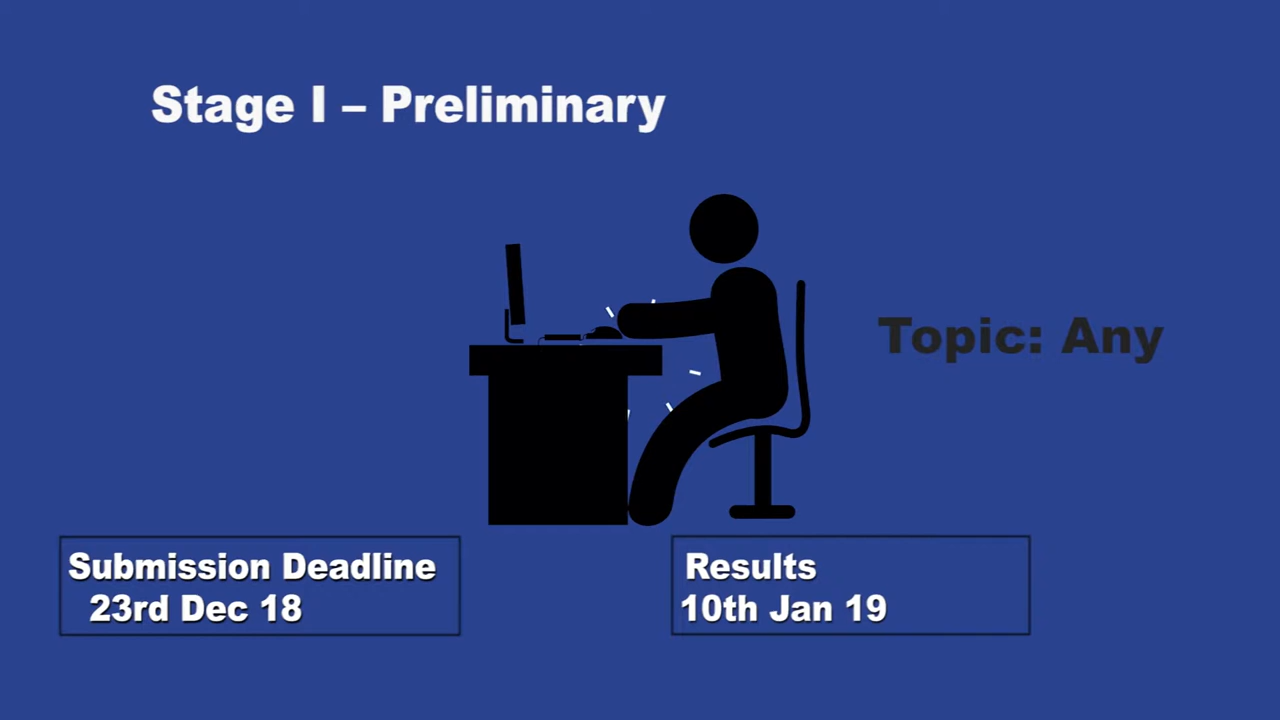 Stage I – Preliminary
Topic: Any
Submission Deadline
23rd Dec 18
Results
10th Jan 19